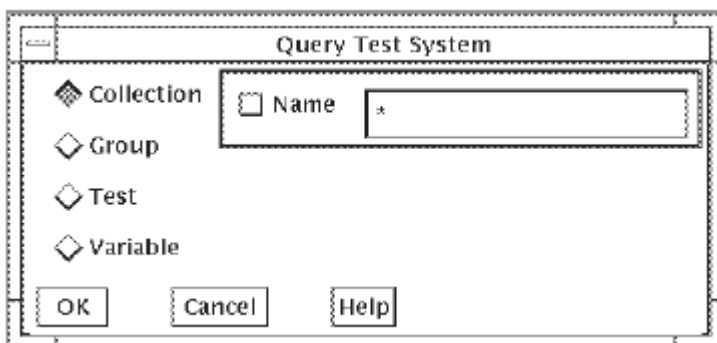 Query Test System
Collection
Name
*
Group
Test
Variable
OK
Cancel
Help